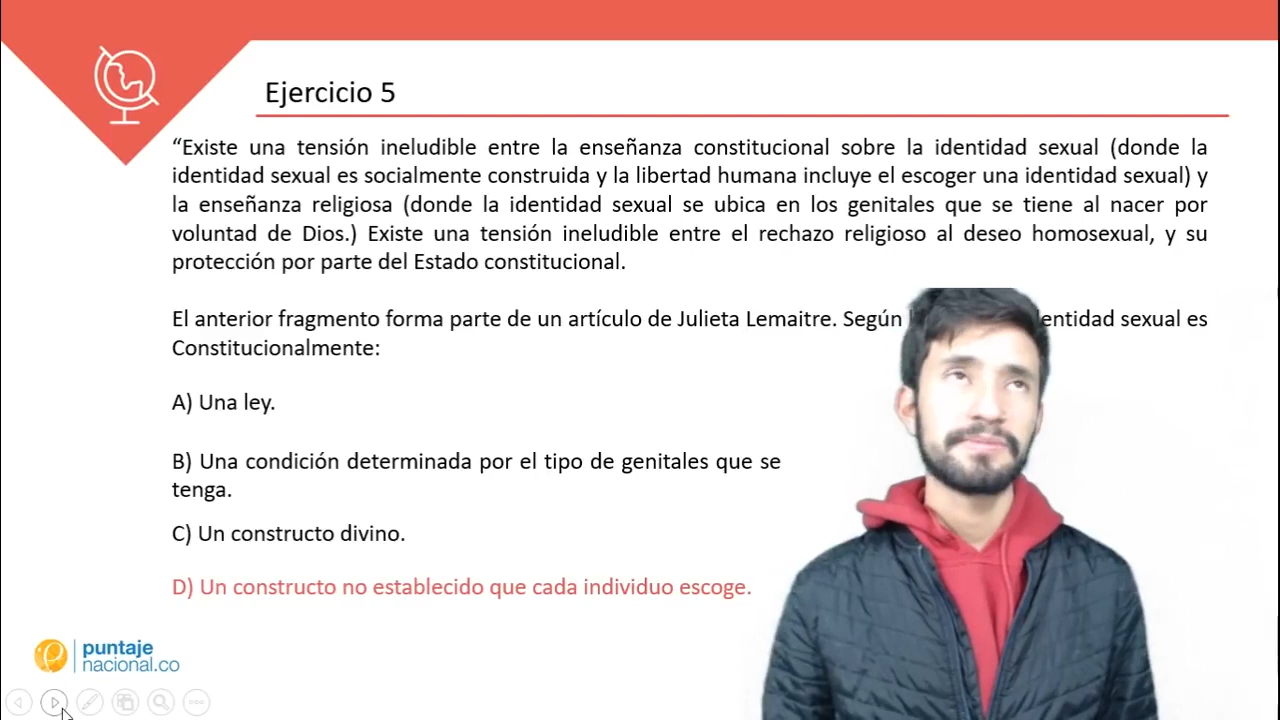 Ejercicio 5
“Existe una tensión ineludible entre la enseñanza constitucional sobre la identidad sexual (donde la
identidad sexual es socialmente construida y la libertad humana incluye el escoger una identidad sexual) y
la enseñanza religiosa (donde la identidad sexual se ubica en los genitales que se tiene al nacer por
voluntad de Dios.) Existe una tensión ineludible entre el rechazo religioso al deseo homosexual, y su
protección por parte del Estado constitucional.
El anterior fragmento forma parte de un artículo de Julieta Lemaitre. Según sexual es
Constitucionalmente:
A) Una ley.
B) Una condición determinada por el tipo de genitales que se
tenga.
C) Un constructo divino.
D) Un constructo no establecido que cada individuo escoge.
puntaje
nacional.co